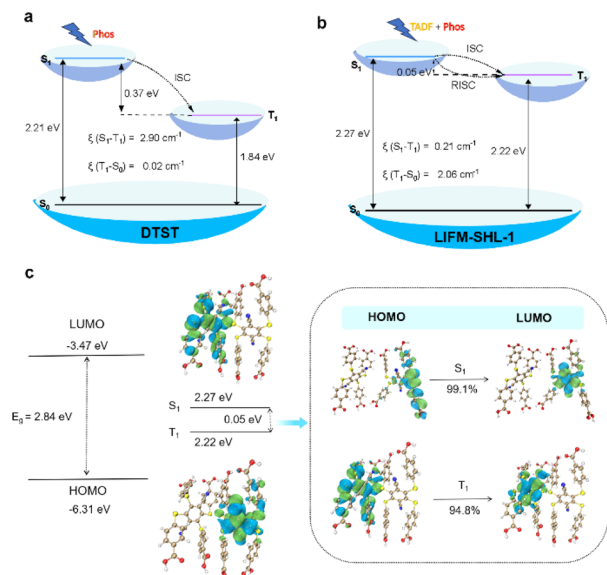 a
Phos
S1
ISC
0.37 eV
T1
2.21 eV
ξ (S1-T1) = 2.90 cm-1
ξ (T1-S0) = 0.02 cm-1
1.84 eV
S0
DTST
b
TADF + Phos
S1
ISC
0.05 eV
RISC
T1
2.27 eV
ξ (S1-T1) = 0.21 cm-1
ξ (T1-S0) = 2.06 cm-1
2.22 eV
S0
LIFM-SHL-1
c
LUMO
-3.47 eV
Eg = 2.84 eV
HOMO
-6.31 eV
2.27 eV
S1
0.05 eV
T1
2.22 eV
HOMO
LUMO
S1
99.1%
T1
94.8%